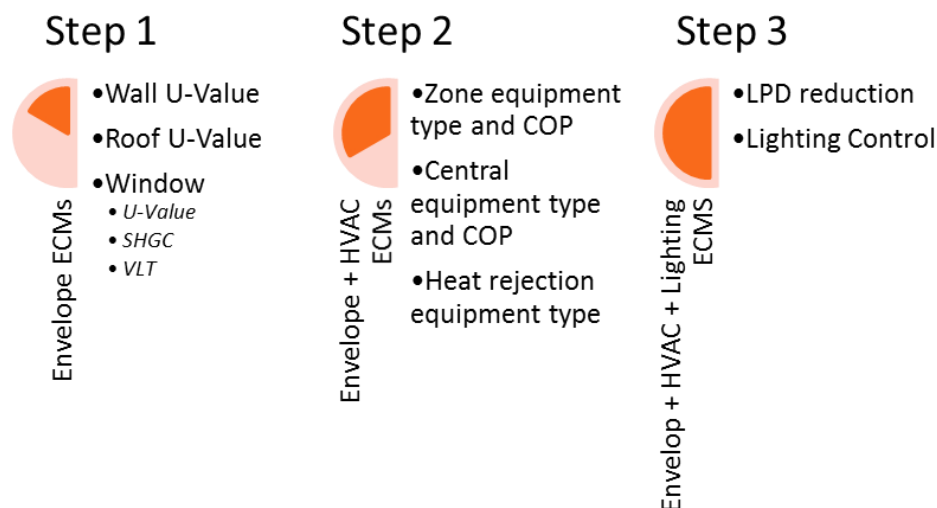 Step 1
•Wall U-Value
•Roof U-Value
•Window
• U-Value
• SHGC
• VLT
Envelope ECMs
Step 2
•Zone equipment
type and COP
•Central
equipment type
and COP
•Heat rejection
equipment type
Envelope + HVAC
ECMs
Step 3
•LPD reduction
•Lighting Control
Envelop + HVAC + Lighting
ECMS